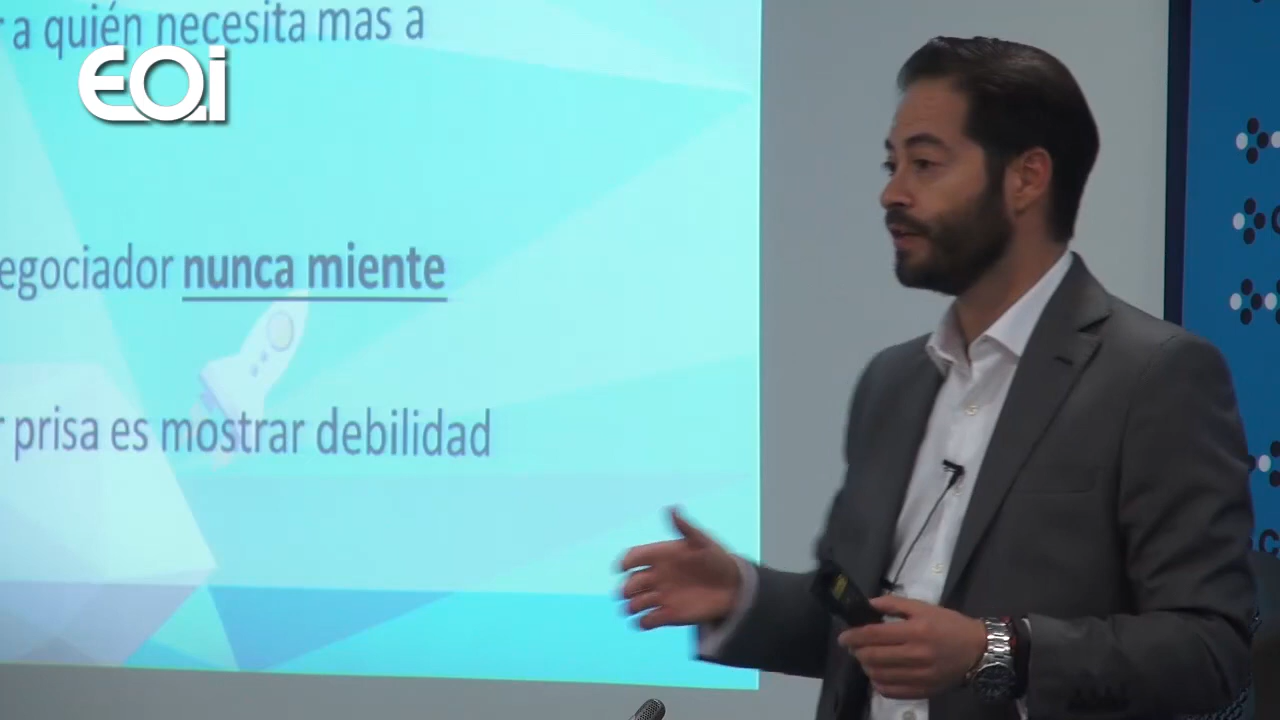 a quién necesita mas a
EOi
egociador nunca miente
prisa es mostrar debilidad